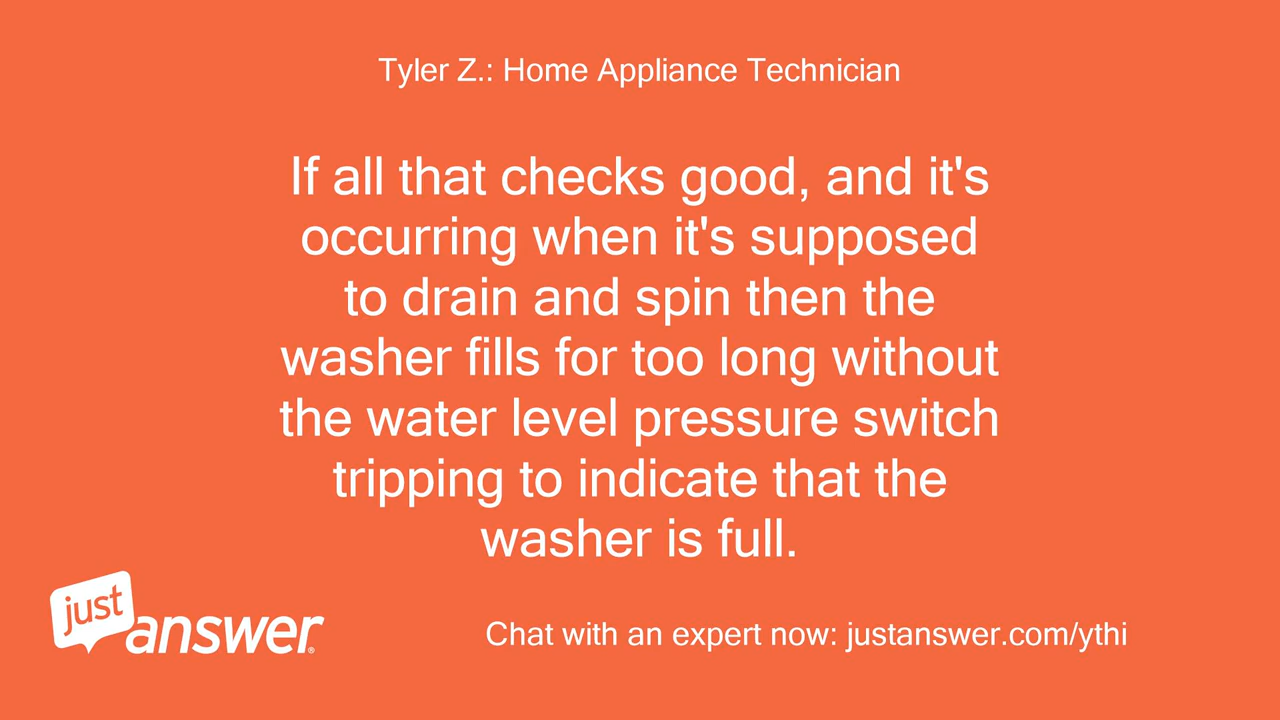 Tyler Z.: Home Appliance Technician
If all that checks good, and it's
occurring when it's supposed
to drain and spin then the
washer fills for too long without
the water level pressure switch
tripping to indicate that the
washer is full.
just
answer®
Chat with an expert now: justanswer.com/ythi